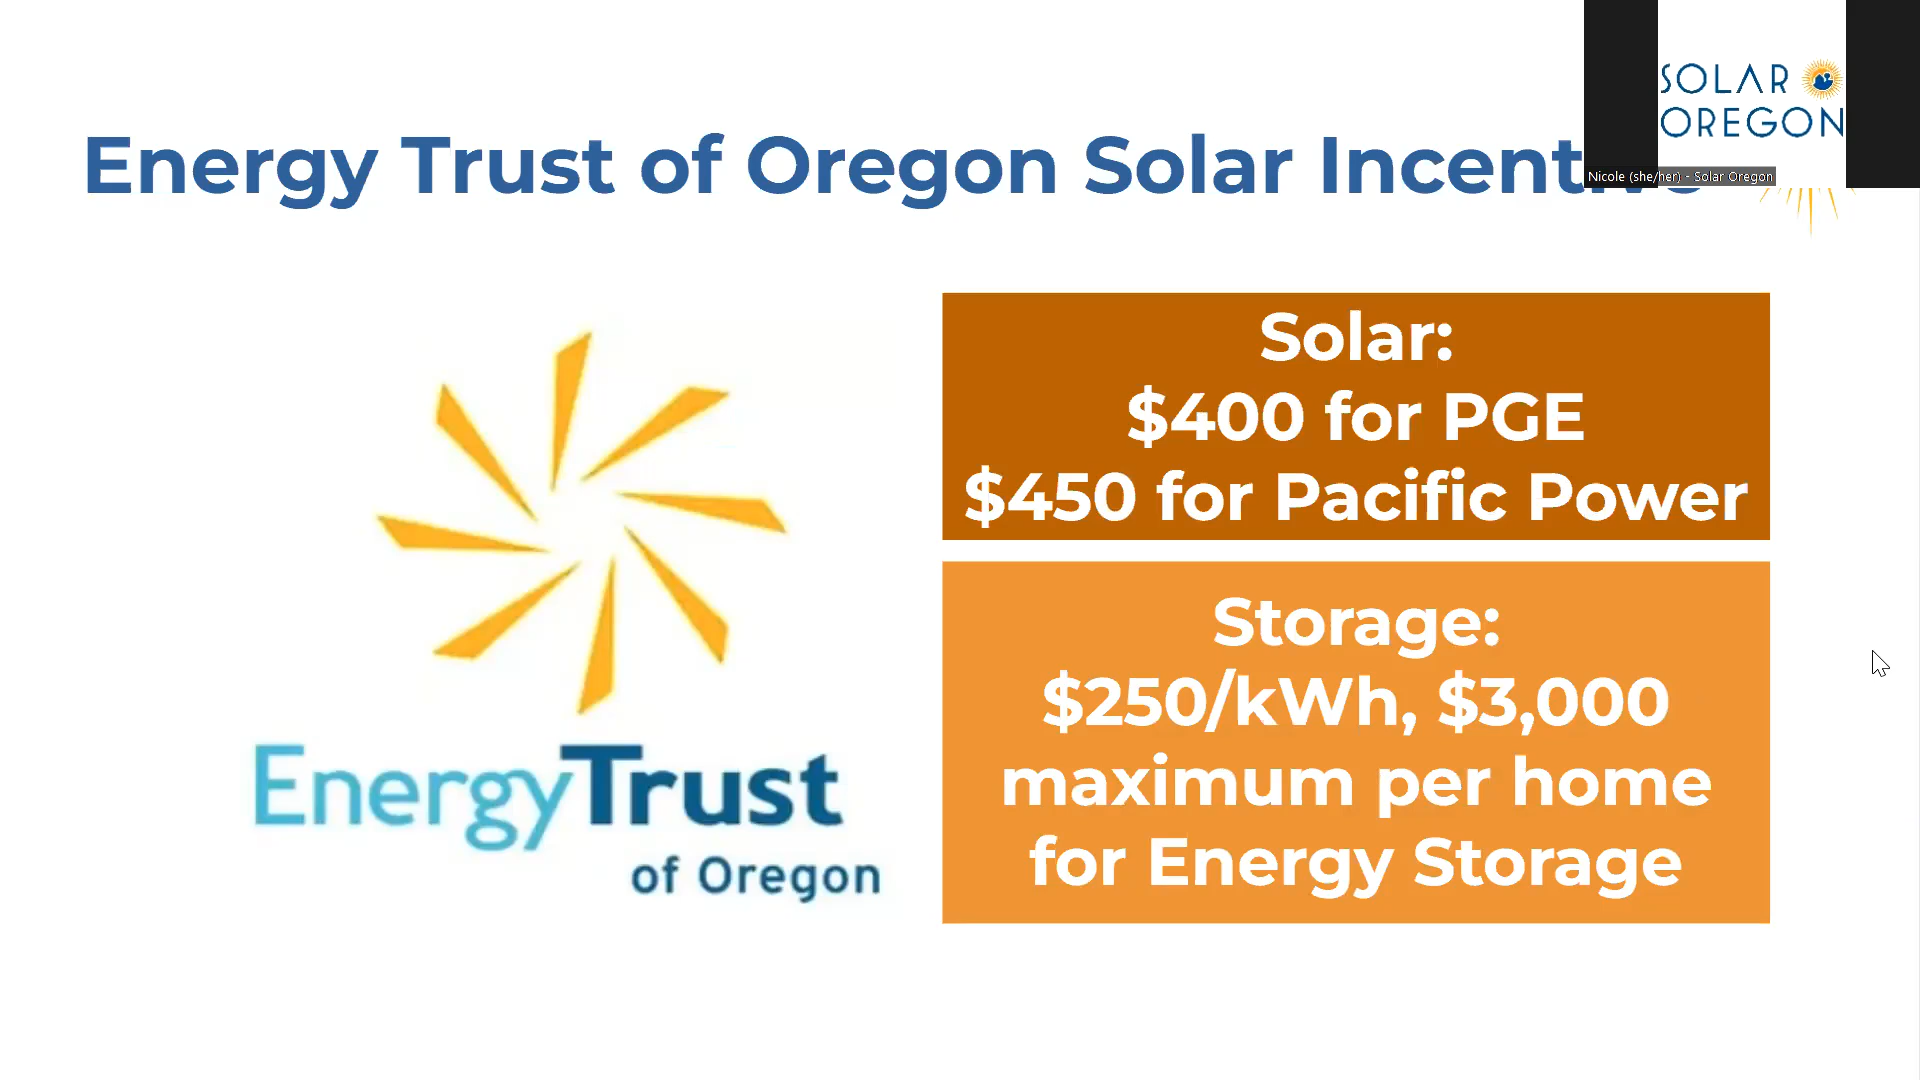 SOLAR
OREGON
Nicole (she/her) - Solar Oregon
Energy Trust of Oregon Solar
Solar:
$400 for PGE
$450 for Pacific Power
Storage:
$250/kWh, $3,000
maximum per home
for Energy Storage
EnergyTrust
of Oregon